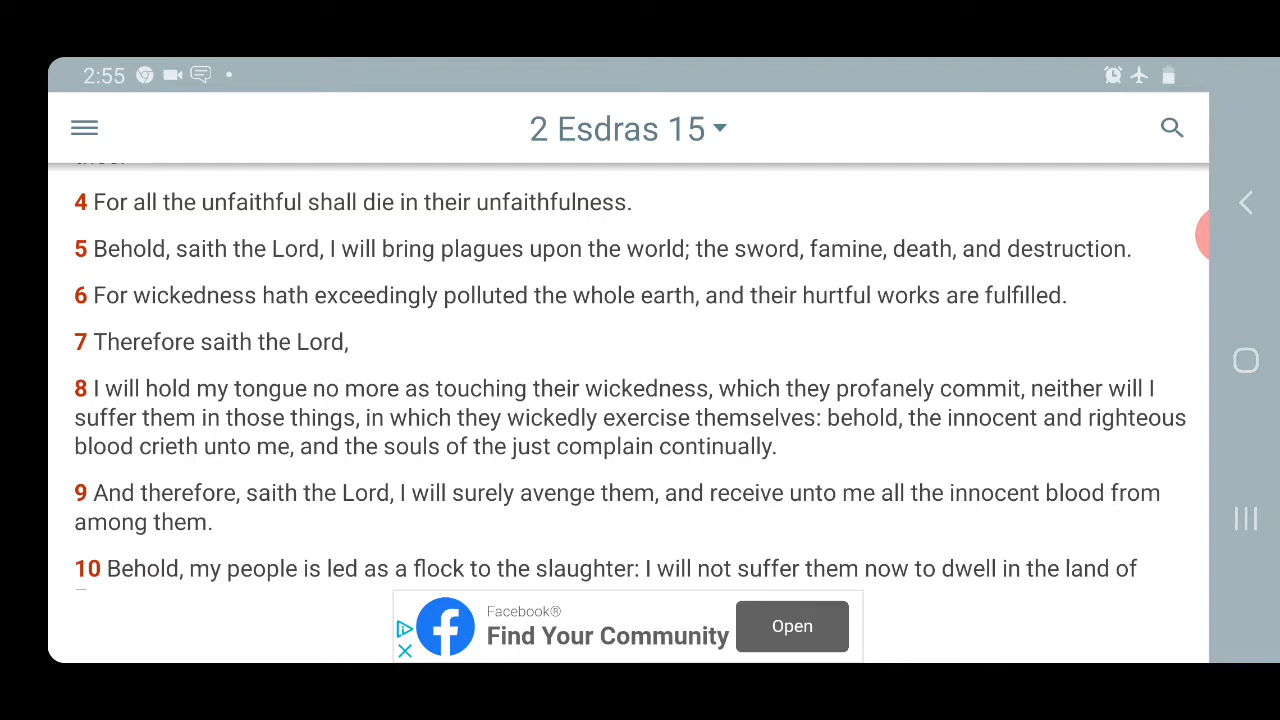 2:55
2 Esdras 15
4 For all the unfaithful shall die in their unfaithfulness.
5 Behold, saith the Lord, I will bring plagues upon the world; the sword, famine, death, and destruction.
6 For wickedness hath exceedingly polluted the whole earth, and their hurtful works are fulfilled.
7 Therefore saith the Lord,
8 I will hold my tongue no more as touching their wickedness, which they profanely commit, neither will I
suffer them in those things, in which they wickedly exercise themselves: behold, the innocent and righteous
blood crieth unto me, and the souls of the just complain continually.
9 And therefore, saith the Lord, I will surely avenge them, and receive unto me all the innocent blood from
among them.
10 Behold, my people is led as a flock to the slaughter: I will not suffer them now to dwell in the land of
Facebook®
Find Your Community
Open